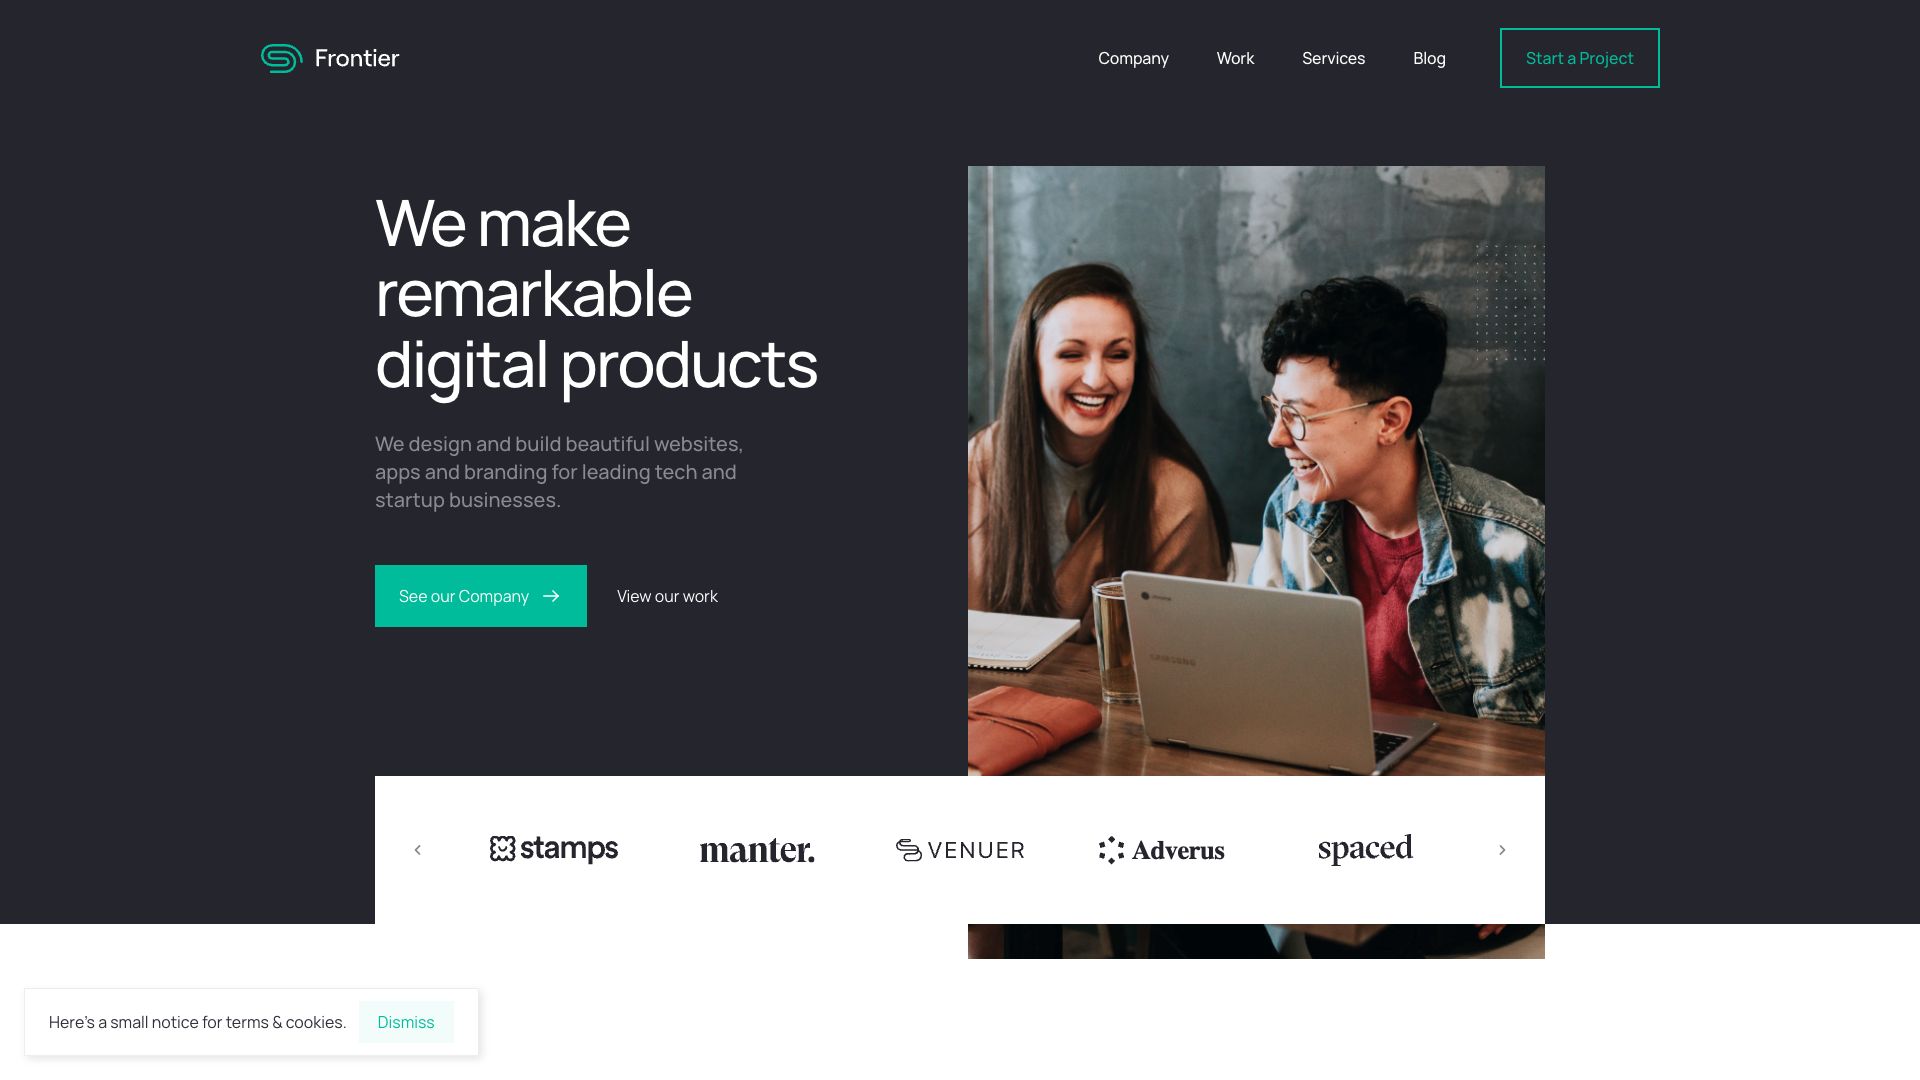 Frontier
Company
Work
Services
Blog
Start a Project
We make
remarkable
digital products
We design and build beautiful websites,
apps and branding for leading tech and
startup businesses.
See our Company
View our work
SAMSUNG
stamps
manter.
VENUER
Adverus
spaced
Here's a small notice for terms & cookies.
Dismiss